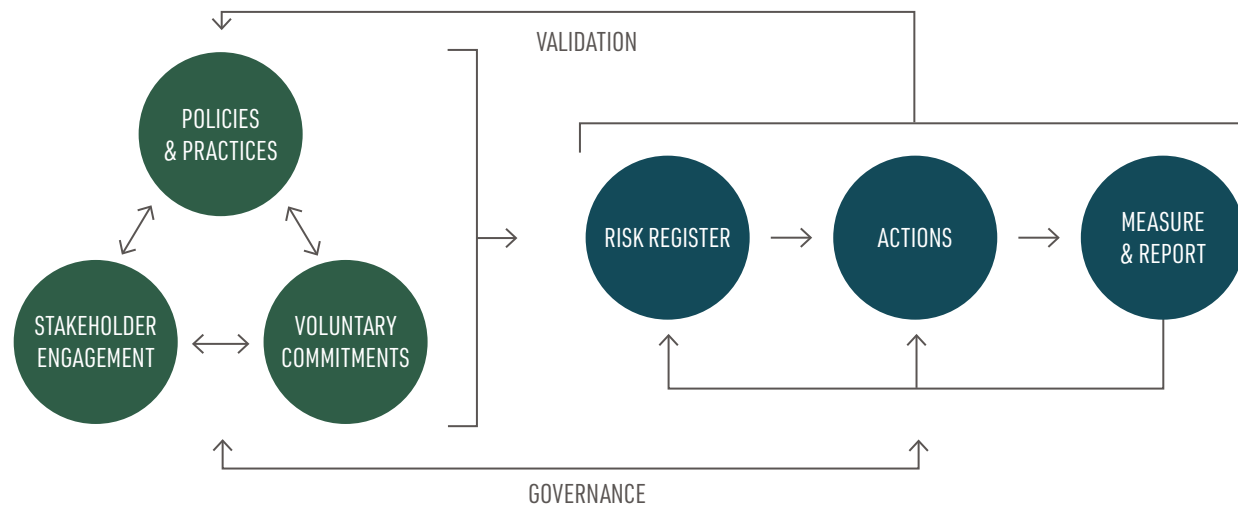 VALIDATION
POLICIES
& PRACTICES
STAKEHOLDER
ENGAGEMENT
VOLUNTARY
COMMITMENTS
RISK REGISTER
ACTIONS
MEASURE
& REPORT
GOVERNANCE